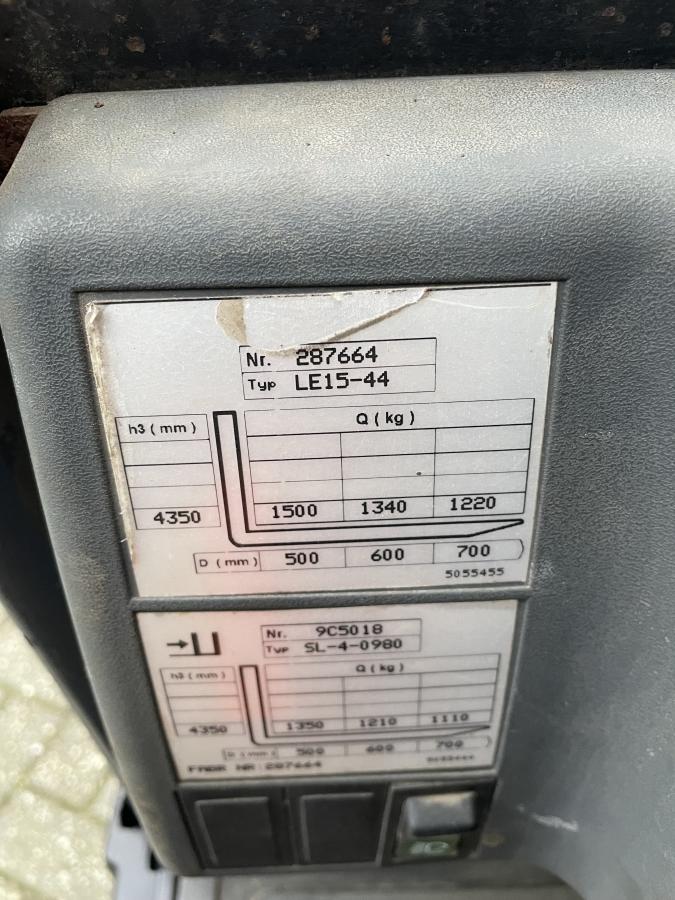 Nr. 287664
Typ LE15-44
h3 ( mm ) Q ( kg )
4350 1500 1340 1220
D ( mm ) 500 600 700
5055455
Nr. 9C5018
Typ SL-4-0980
h3 ( mm ) Q ( kg )
4350 1350 1210 1110
D ( mm ) 500 600 700
FABR NR:287664